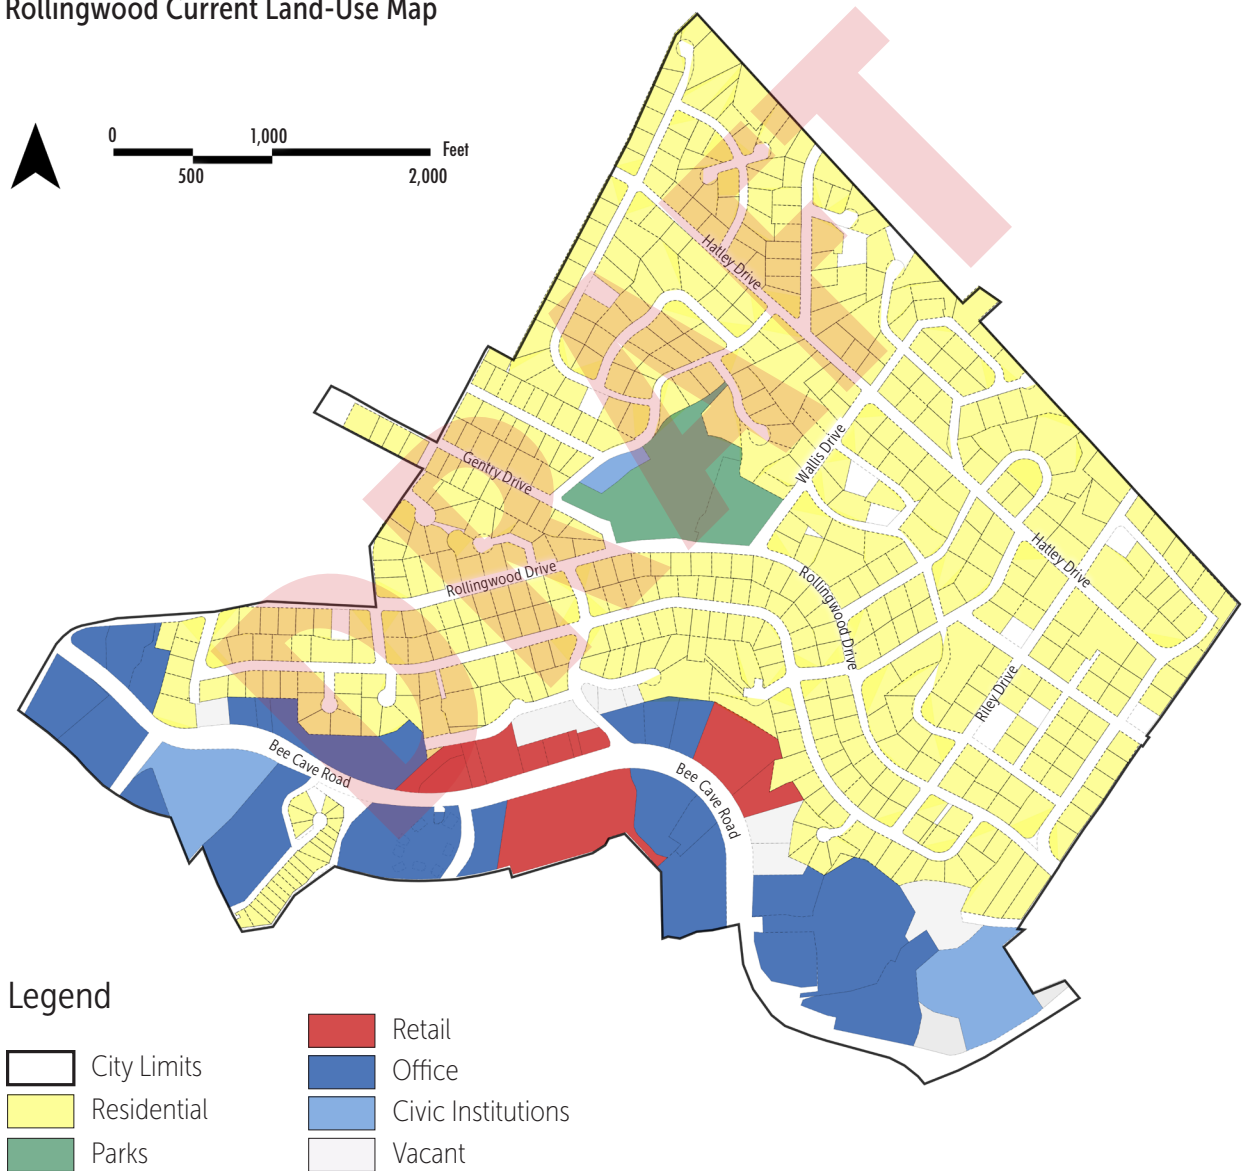 Rollingwood Current Land-Use Map
0
1,000
Feet
500
2,000
DRAFT
Hatley Drive
Gentry Drive
Wallis Drive
Rollingwood Drive
Rollingwood Drive
Hatley Drive
Riley Drive
Bee Cave Road
Bee Cave Road
Legend
City Limits
Residential
Parks
Retail
Office
Civic Institutions
Vacant